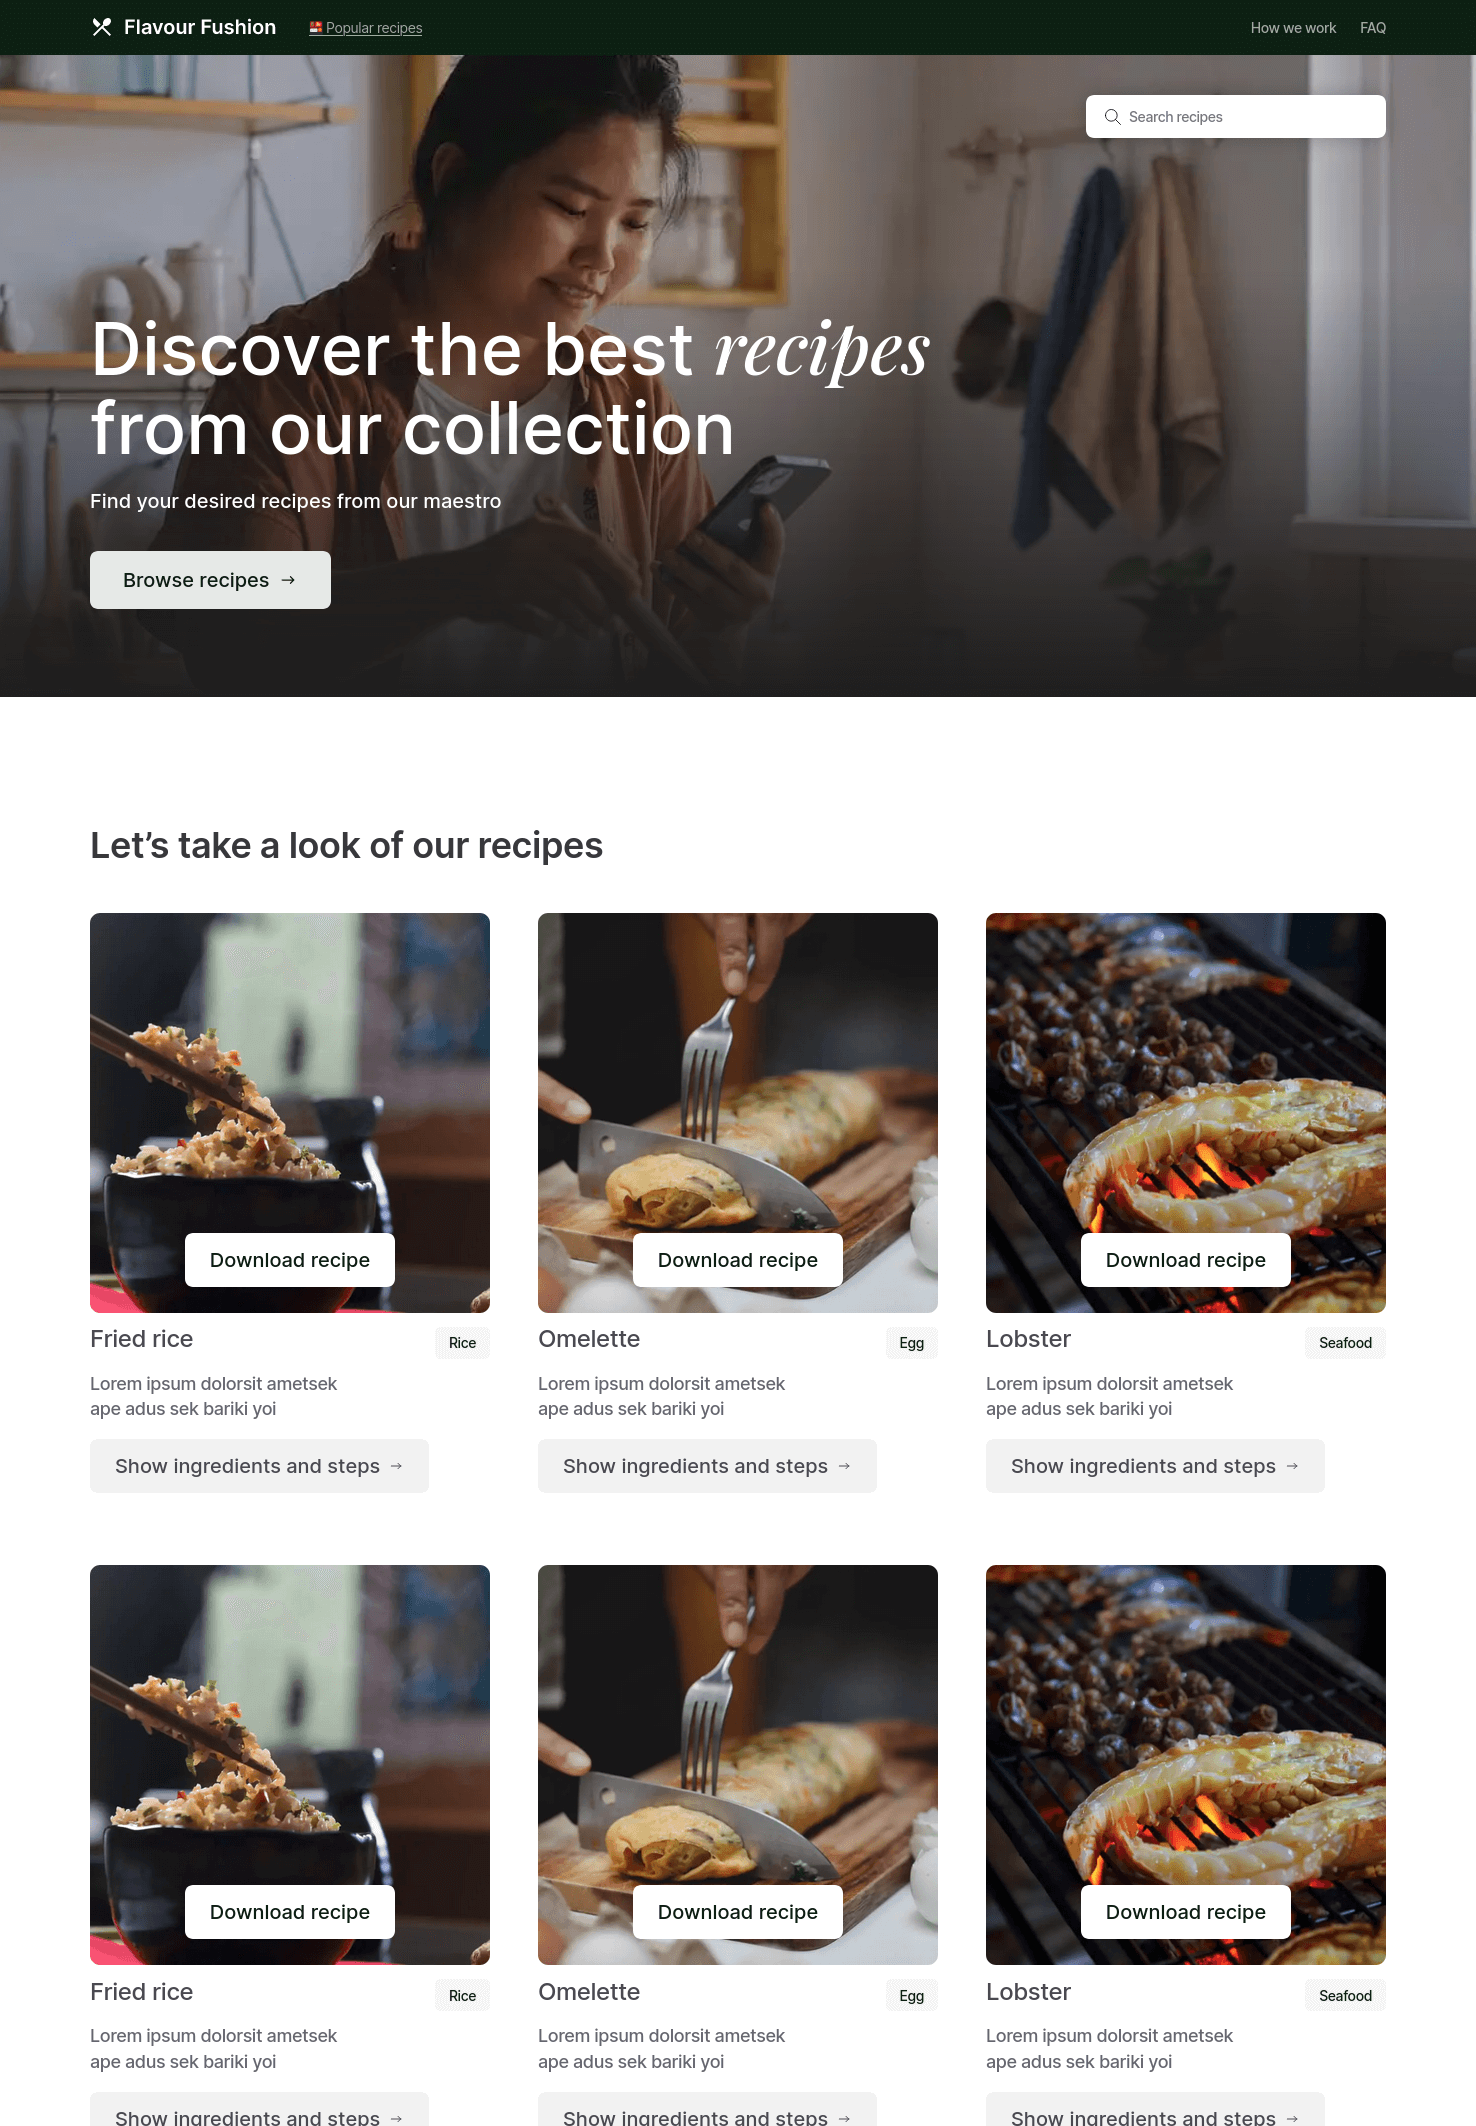 Flavour Fushion
🍱 Popular recipes
How we work
FAQ
Search recipes
Discover the best recipes
from our collection
Find your desired recipes from our maestro
Browse recipes →
Let’s take a look of our recipes
Download recipe
Download recipe
Download recipe
Fried rice
Rice
Omelette
Egg
Lobster
Seafood
Lorem ipsum dolorsit ametsek
ape adus sek bariki yoi
Lorem ipsum dolorsit ametsek
ape adus sek bariki yoi
Lorem ipsum dolorsit ametsek
ape adus sek bariki yoi
Show ingredients and steps →
Show ingredients and steps →
Show ingredients and steps →
Download recipe
Download recipe
Download recipe
Fried rice
Rice
Omelette
Egg
Lobster
Seafood
Lorem ipsum dolorsit ametsek
ape adus sek bariki yoi
Lorem ipsum dolorsit ametsek
ape adus sek bariki yoi
Lorem ipsum dolorsit ametsek
ape adus sek bariki yoi
Show ingredients and steps →
Show ingredients and steps →
Show ingredients and steps →